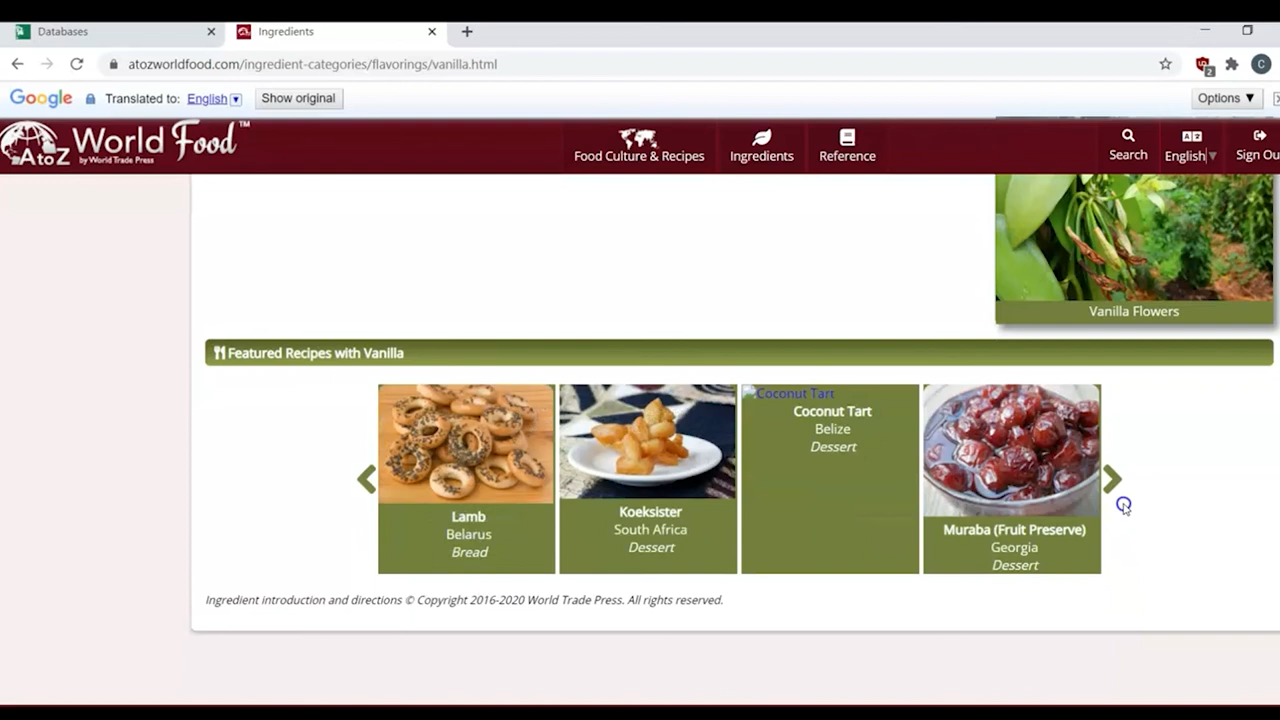 Databases
Ingredients
atozworldfood.com/ingredient-categories/flavorings/vanilla.html
2
C
Google
Translated to: English
Show original
Options ▼
AtoZ World Food™
by World Trade Press
Food Culture & Recipes
Ingredients
Reference
Search
English
Sign Ou
Vanilla Flowers
Featured Recipes with Vanilla
Lamb
Belarus
Bread
Koeksister
South Africa
Dessert
Coconut Tart
Coconut Tart
Belize
Dessert
Muraba (Fruit Preserve)
Georgia
Dessert
Ingredient introduction and directions © Copyright 2016-2020 World Trade Press. All rights reserved.